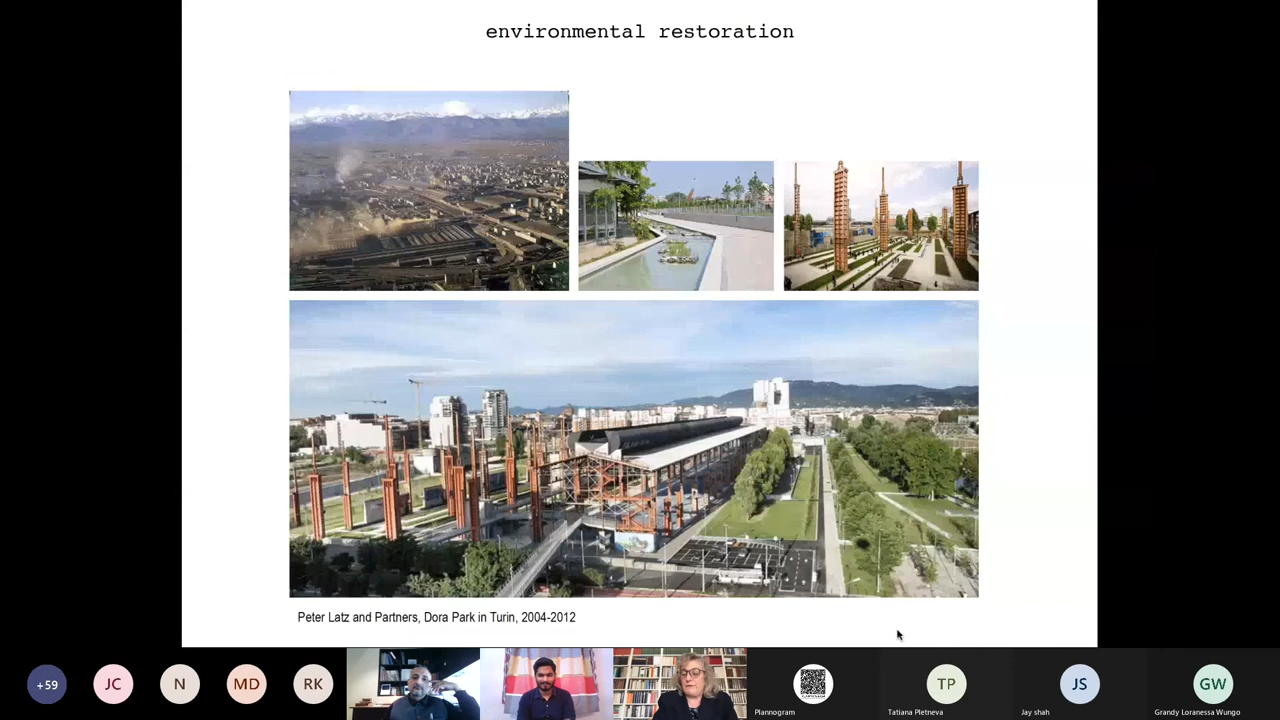 environmental restoration
Peter Latz and Partners, Dora Park in Turin, 2004-2012
+59
JC
N
MD
RK
Plannogram
TP
Tatiana Pletneva
JS
Jay shah
GW
Grandy Loranessa Wungo